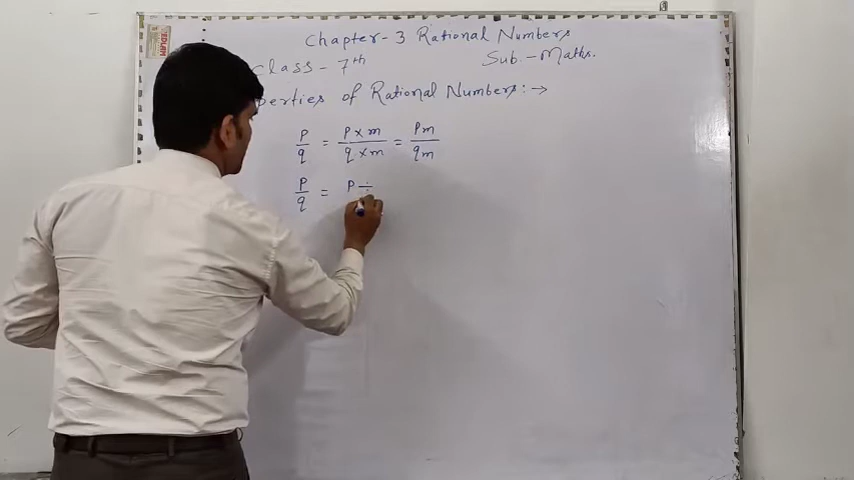 Chapter - 3 Rational Numbers
Class - 7th Sub. - Maths.
perties of Rational Numbers : →
p/q = p × m / q × m = pm / qm
p/q = p ÷